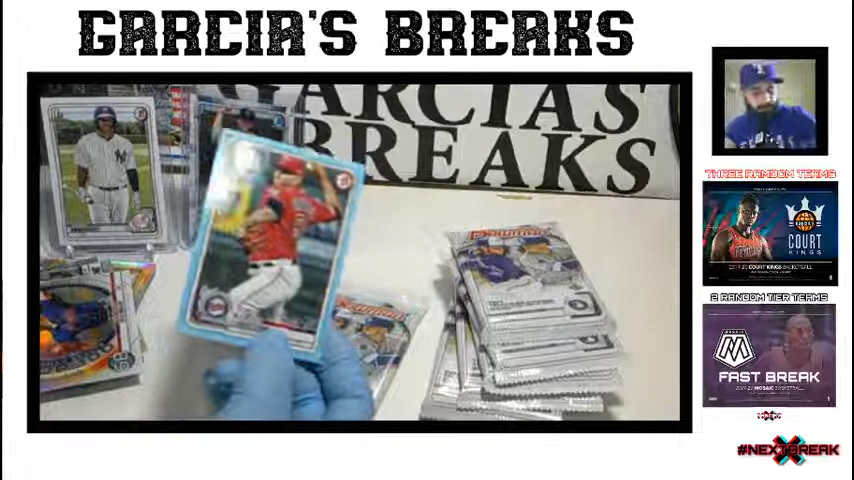 GARCIA'S BREAKS
GARCIAS
BREAKS
BOWMAN
THREE RANDOM TEAMS
COURT
KINGS
2019-20 COURT KINGS BASKETBALL
2 RANDOM TIER TEAMS
MOSAIC
FAST BREAK
2019-20 MOSAIC BASKETBALL
#NEXTBREAK